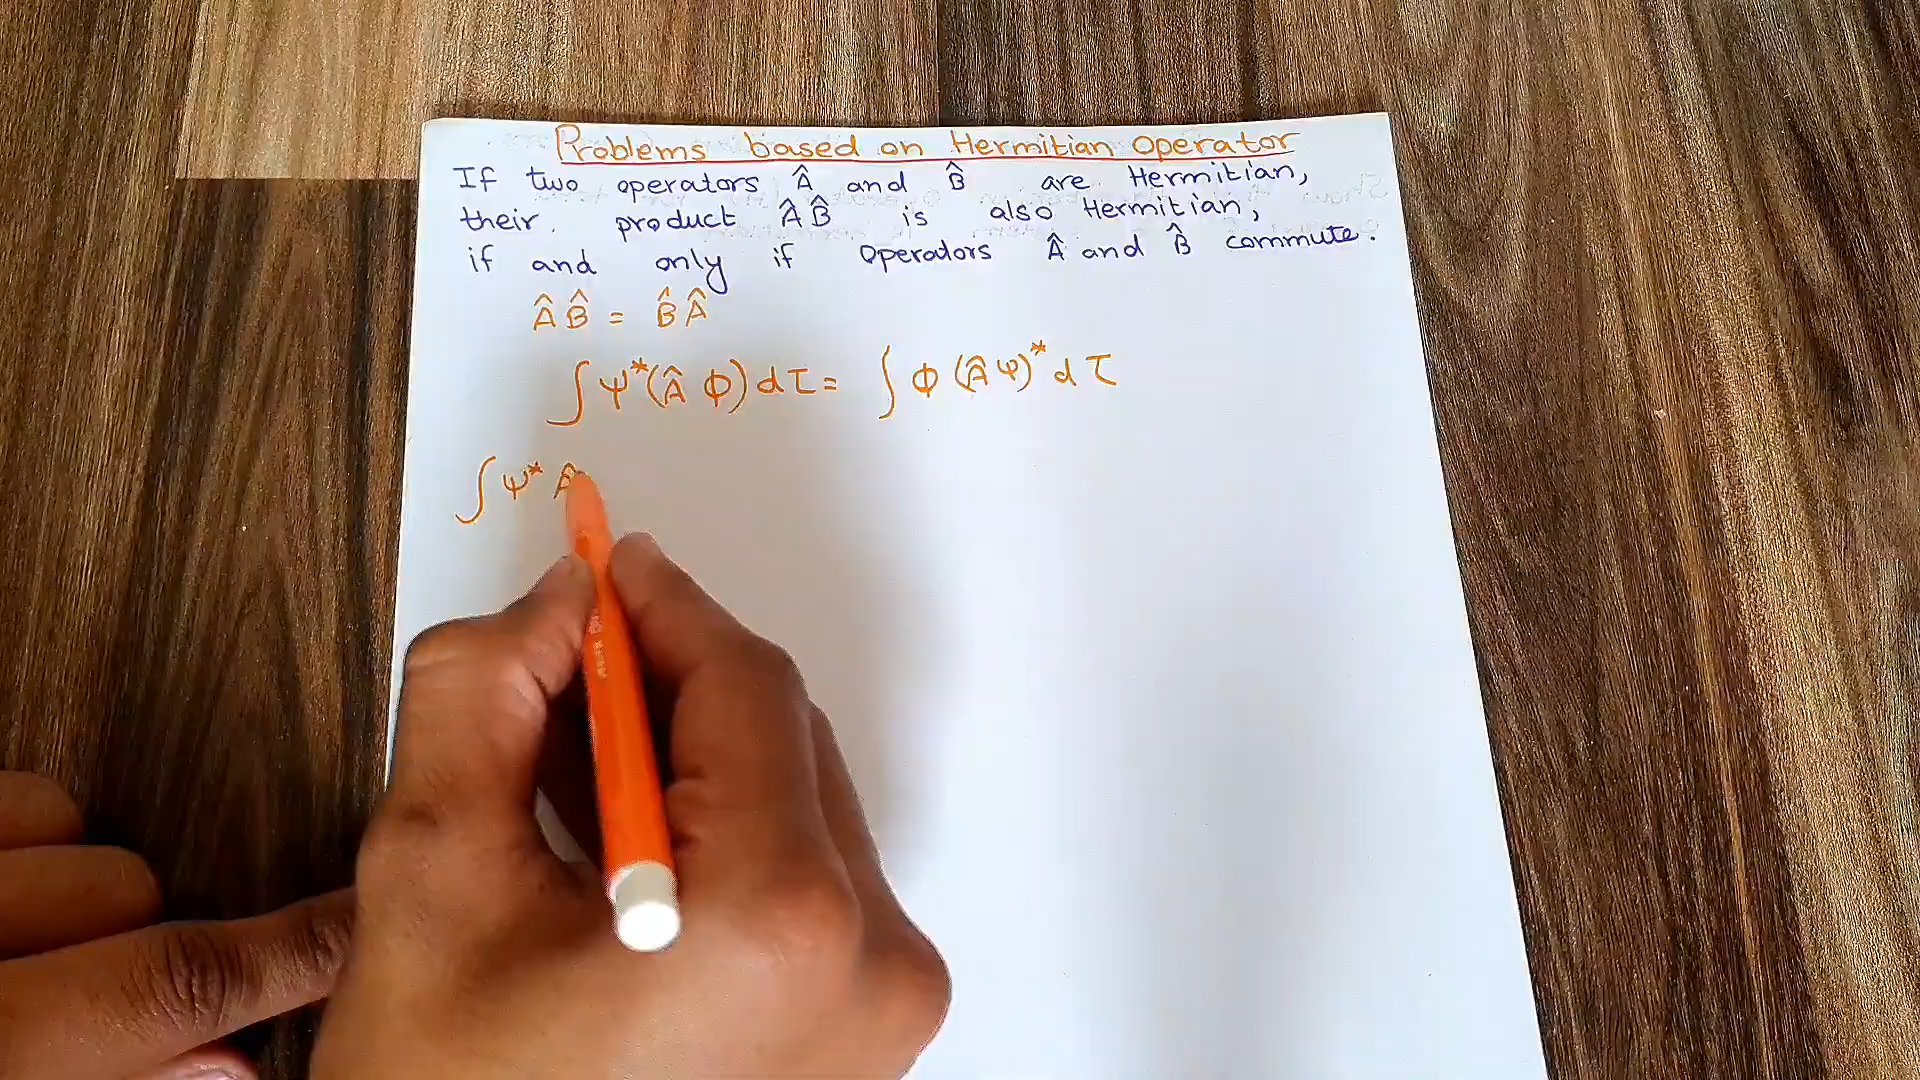 Problems based on Hermitian Operator
If two operators Â and B̂ are Hermitian,
their product ÂB̂ is also Hermitian,
if and only if Operators Â and B̂ commute.
ÂB̂ = B̂Â
∫ψ*(Âφ)dτ = ∫φ(Âψ)*dτ
∫ψ* Â